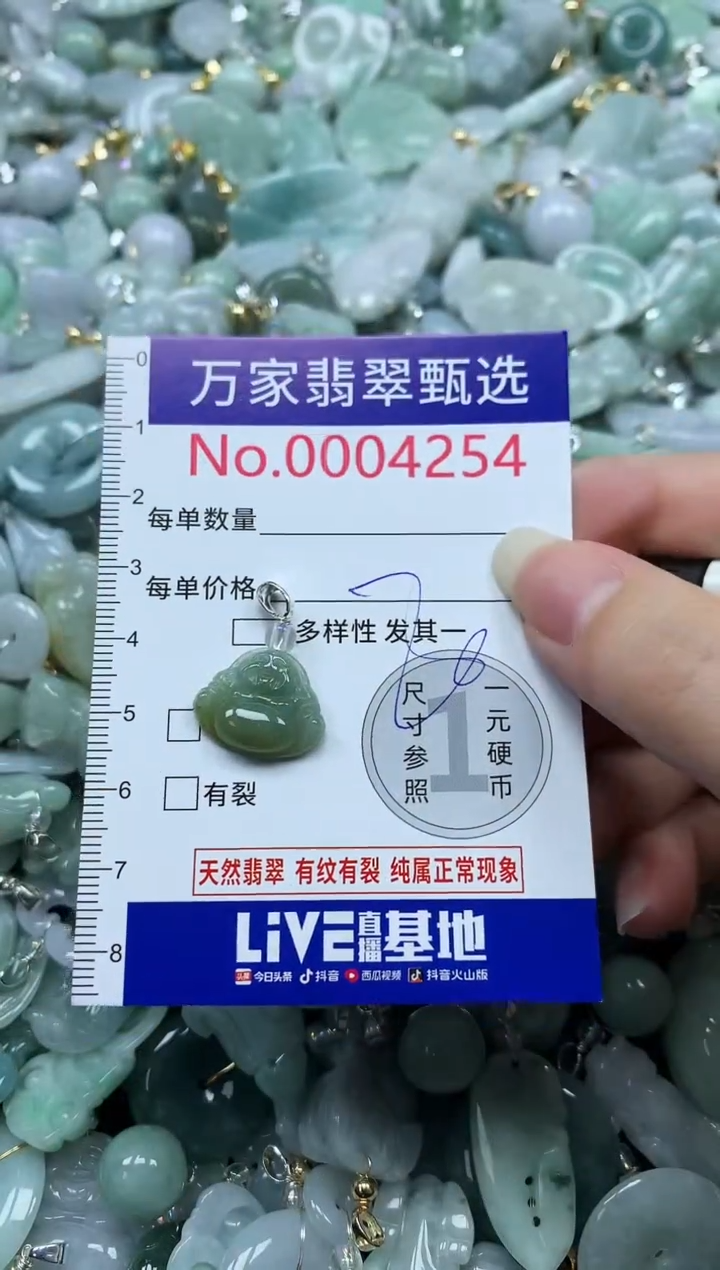 0
万家翡翠甄选
1
No.0004254
2
每单数量
3
每单价格
4
多样性 发其一
5
尺寸参照
1
一元硬币
6
有裂
天然翡翠 有纹有裂 纯属正常现象
7
LiVE直播基地
8
头条 今日头条 抖音 西瓜视频 抖音火山版